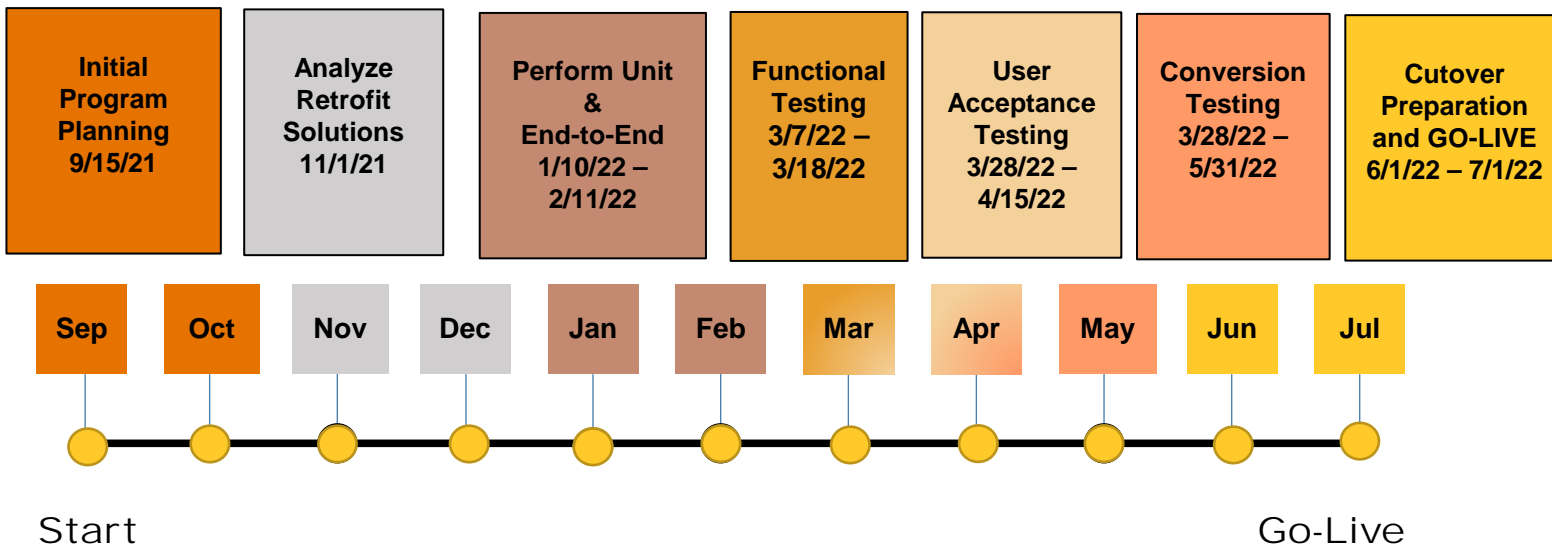 Initial
Program
Planning
9/15/21
Analyze
Retrofit
Solutions
11/1/21
Perform Unit
&
End-to-End
1/10/22 –
2/11/22
Functional
Testing
3/7/22 –
3/18/22
User
Acceptance
Testing
3/28/22 –
4/15/22
Conversion
Testing
3/28/22 –
5/31/22
Cutover
Preparation
and GO-LIVE
6/1/22 – 7/1/22
Sep
Oct
Nov
Dec
Jan
Feb
Mar
Apr
May
Jun
Jul
Start
Go-Live